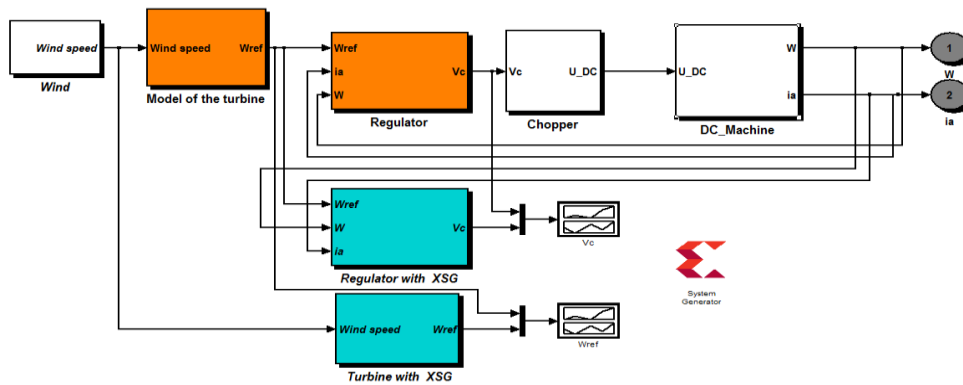 Wind speed
Wind
Wind speed
Wref
Model of the turbine
Wref
ia
W
Vc
Regulator
Vc
U_DC
Chopper
U_DC
W
ia
DC_Machine
1
W
2
ia
Wref
W
ia
Vc
Regulator with XSG
Vc
System
Generator
Wind speed
Wref
Turbine with XSG
Wref